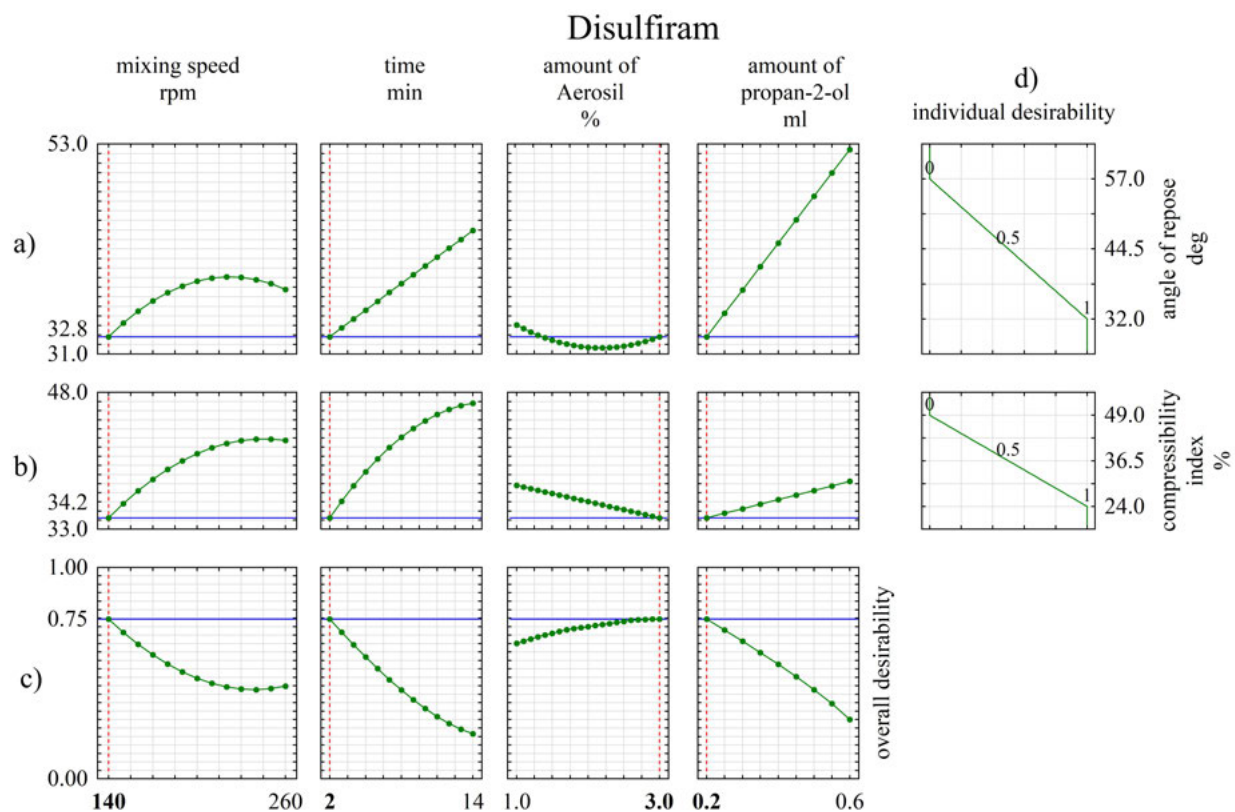 Disulfiram
mixing speed
rpm
time
min
amount of
Aerosil
%
amount of
propan-2-ol
ml
d)
individual desirability
a)
53.0
32.8
31.0
0
0.5
1
57.0
44.5
32.0
angle of repose
deg
b)
48.0
34.2
33.0
0
0.5
1
49.0
36.5
24.0
compressibility
index
%
c)
1.00
0.75
0.00
overall desirability
140
260
2
14
1.0
3.0
0.2
0.6